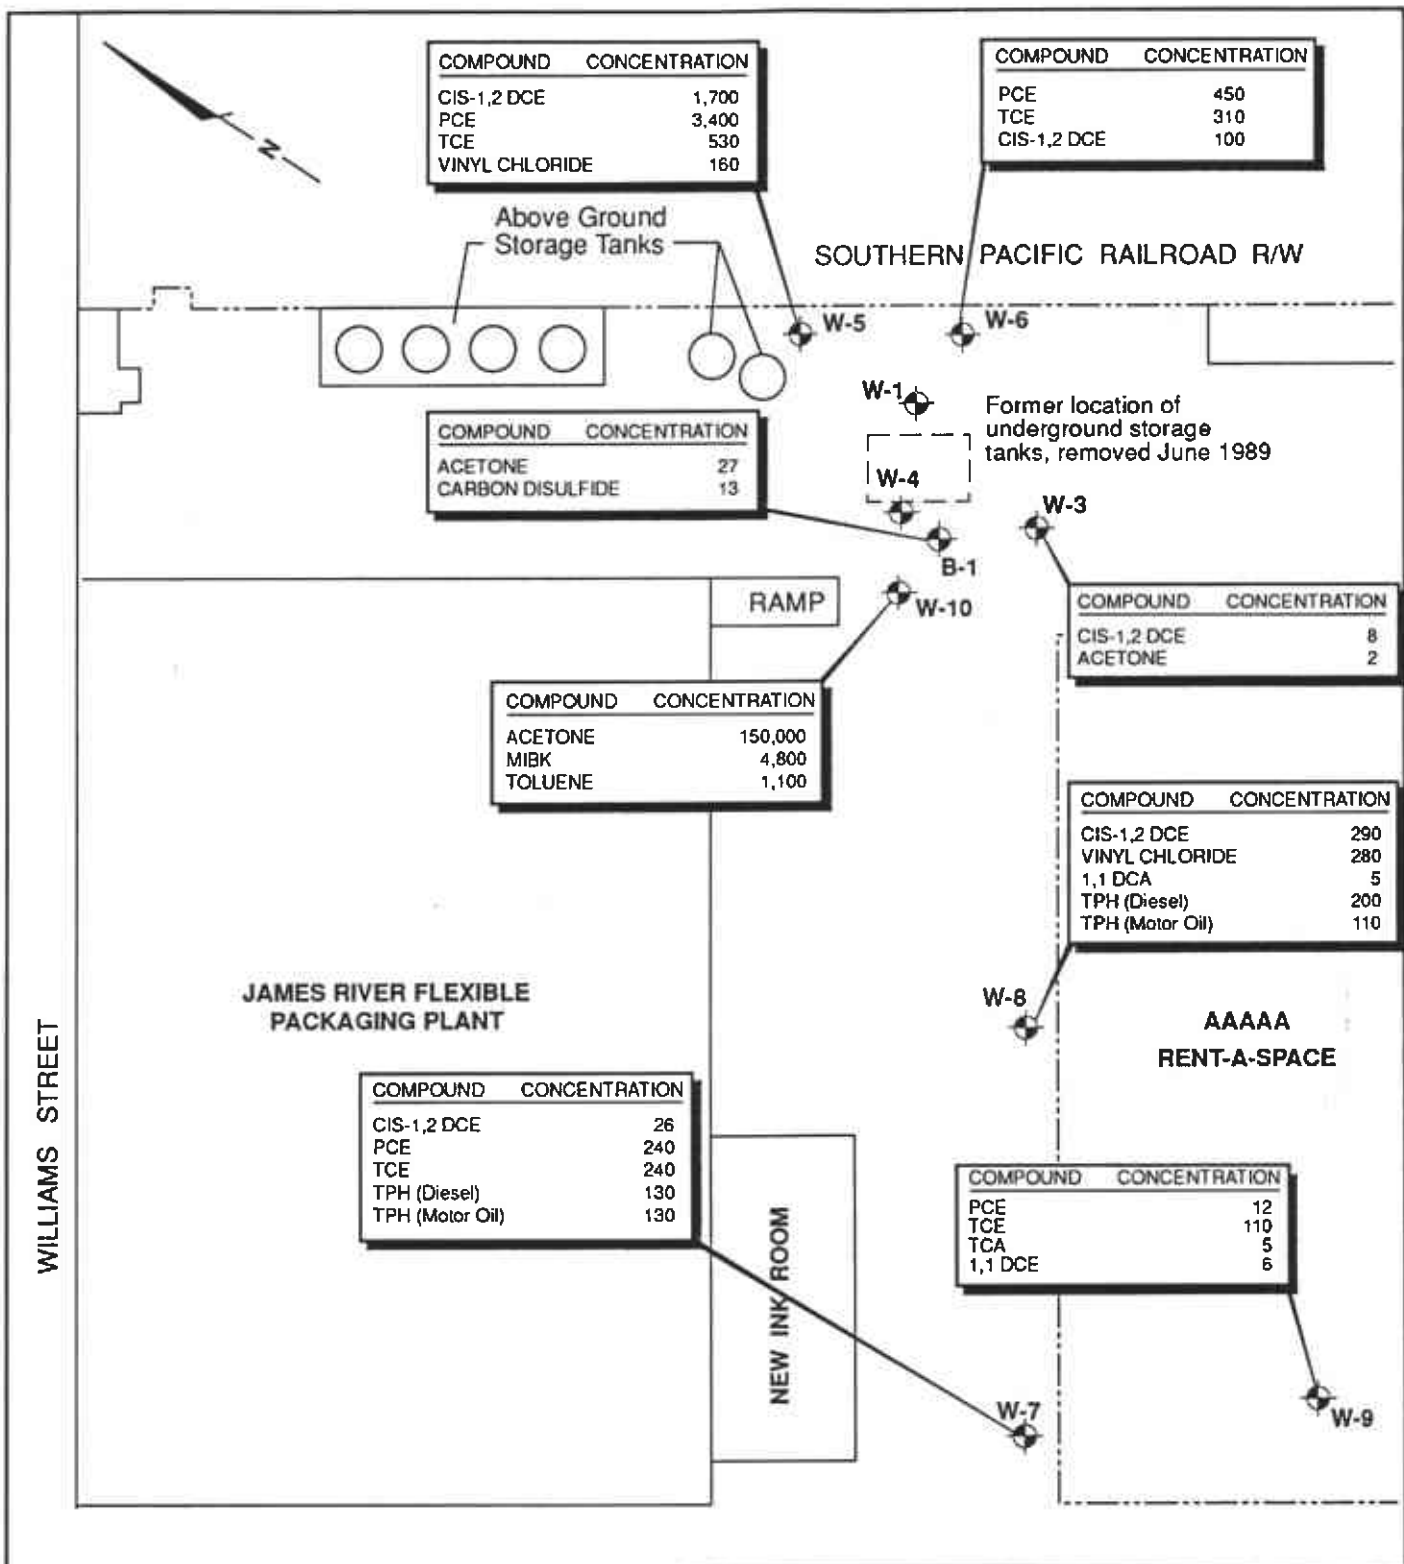 COMPOUND CONCENTRATION
CIS-1,2 DCE 1,700
PCE 3,400
TCE 530
VINYL CHLORIDE 160
COMPOUND CONCENTRATION
PCE 450
TCE 310
CIS-1,2 DCE 100
N
Above Ground
Storage Tanks
SOUTHERN PACIFIC RAILROAD R/W
W-5
W-6
W-1
Former location of
underground storage
tanks, removed June 1989
COMPOUND CONCENTRATION
ACETONE 27
CARBON DISULFIDE 13
W-4
W-3
B-1
W-10
RAMP
COMPOUND CONCENTRATION
CIS-1,2 DCE 8
ACETONE 2
COMPOUND CONCENTRATION
ACETONE 150,000
MIBK 4,800
TOLUENE 1,100
COMPOUND CONCENTRATION
CIS-1,2 DCE 290
VINYL CHLORIDE 280
1,1 DCA 5
TPH (Diesel) 200
TPH (Motor Oil) 110
JAMES RIVER FLEXIBLE
PACKAGING PLANT
W-8
AAAAA
RENT-A-SPACE
WILLIAMS STREET
COMPOUND CONCENTRATION
CIS-1,2 DCE 26
PCE 240
TCE 240
TPH (Diesel) 130
TPH (Motor Oil) 130
NEW INK ROOM
COMPOUND CONCENTRATION
PCE 12
TCE 110
TCA 5
1,1 DCE 6
W-7
W-9